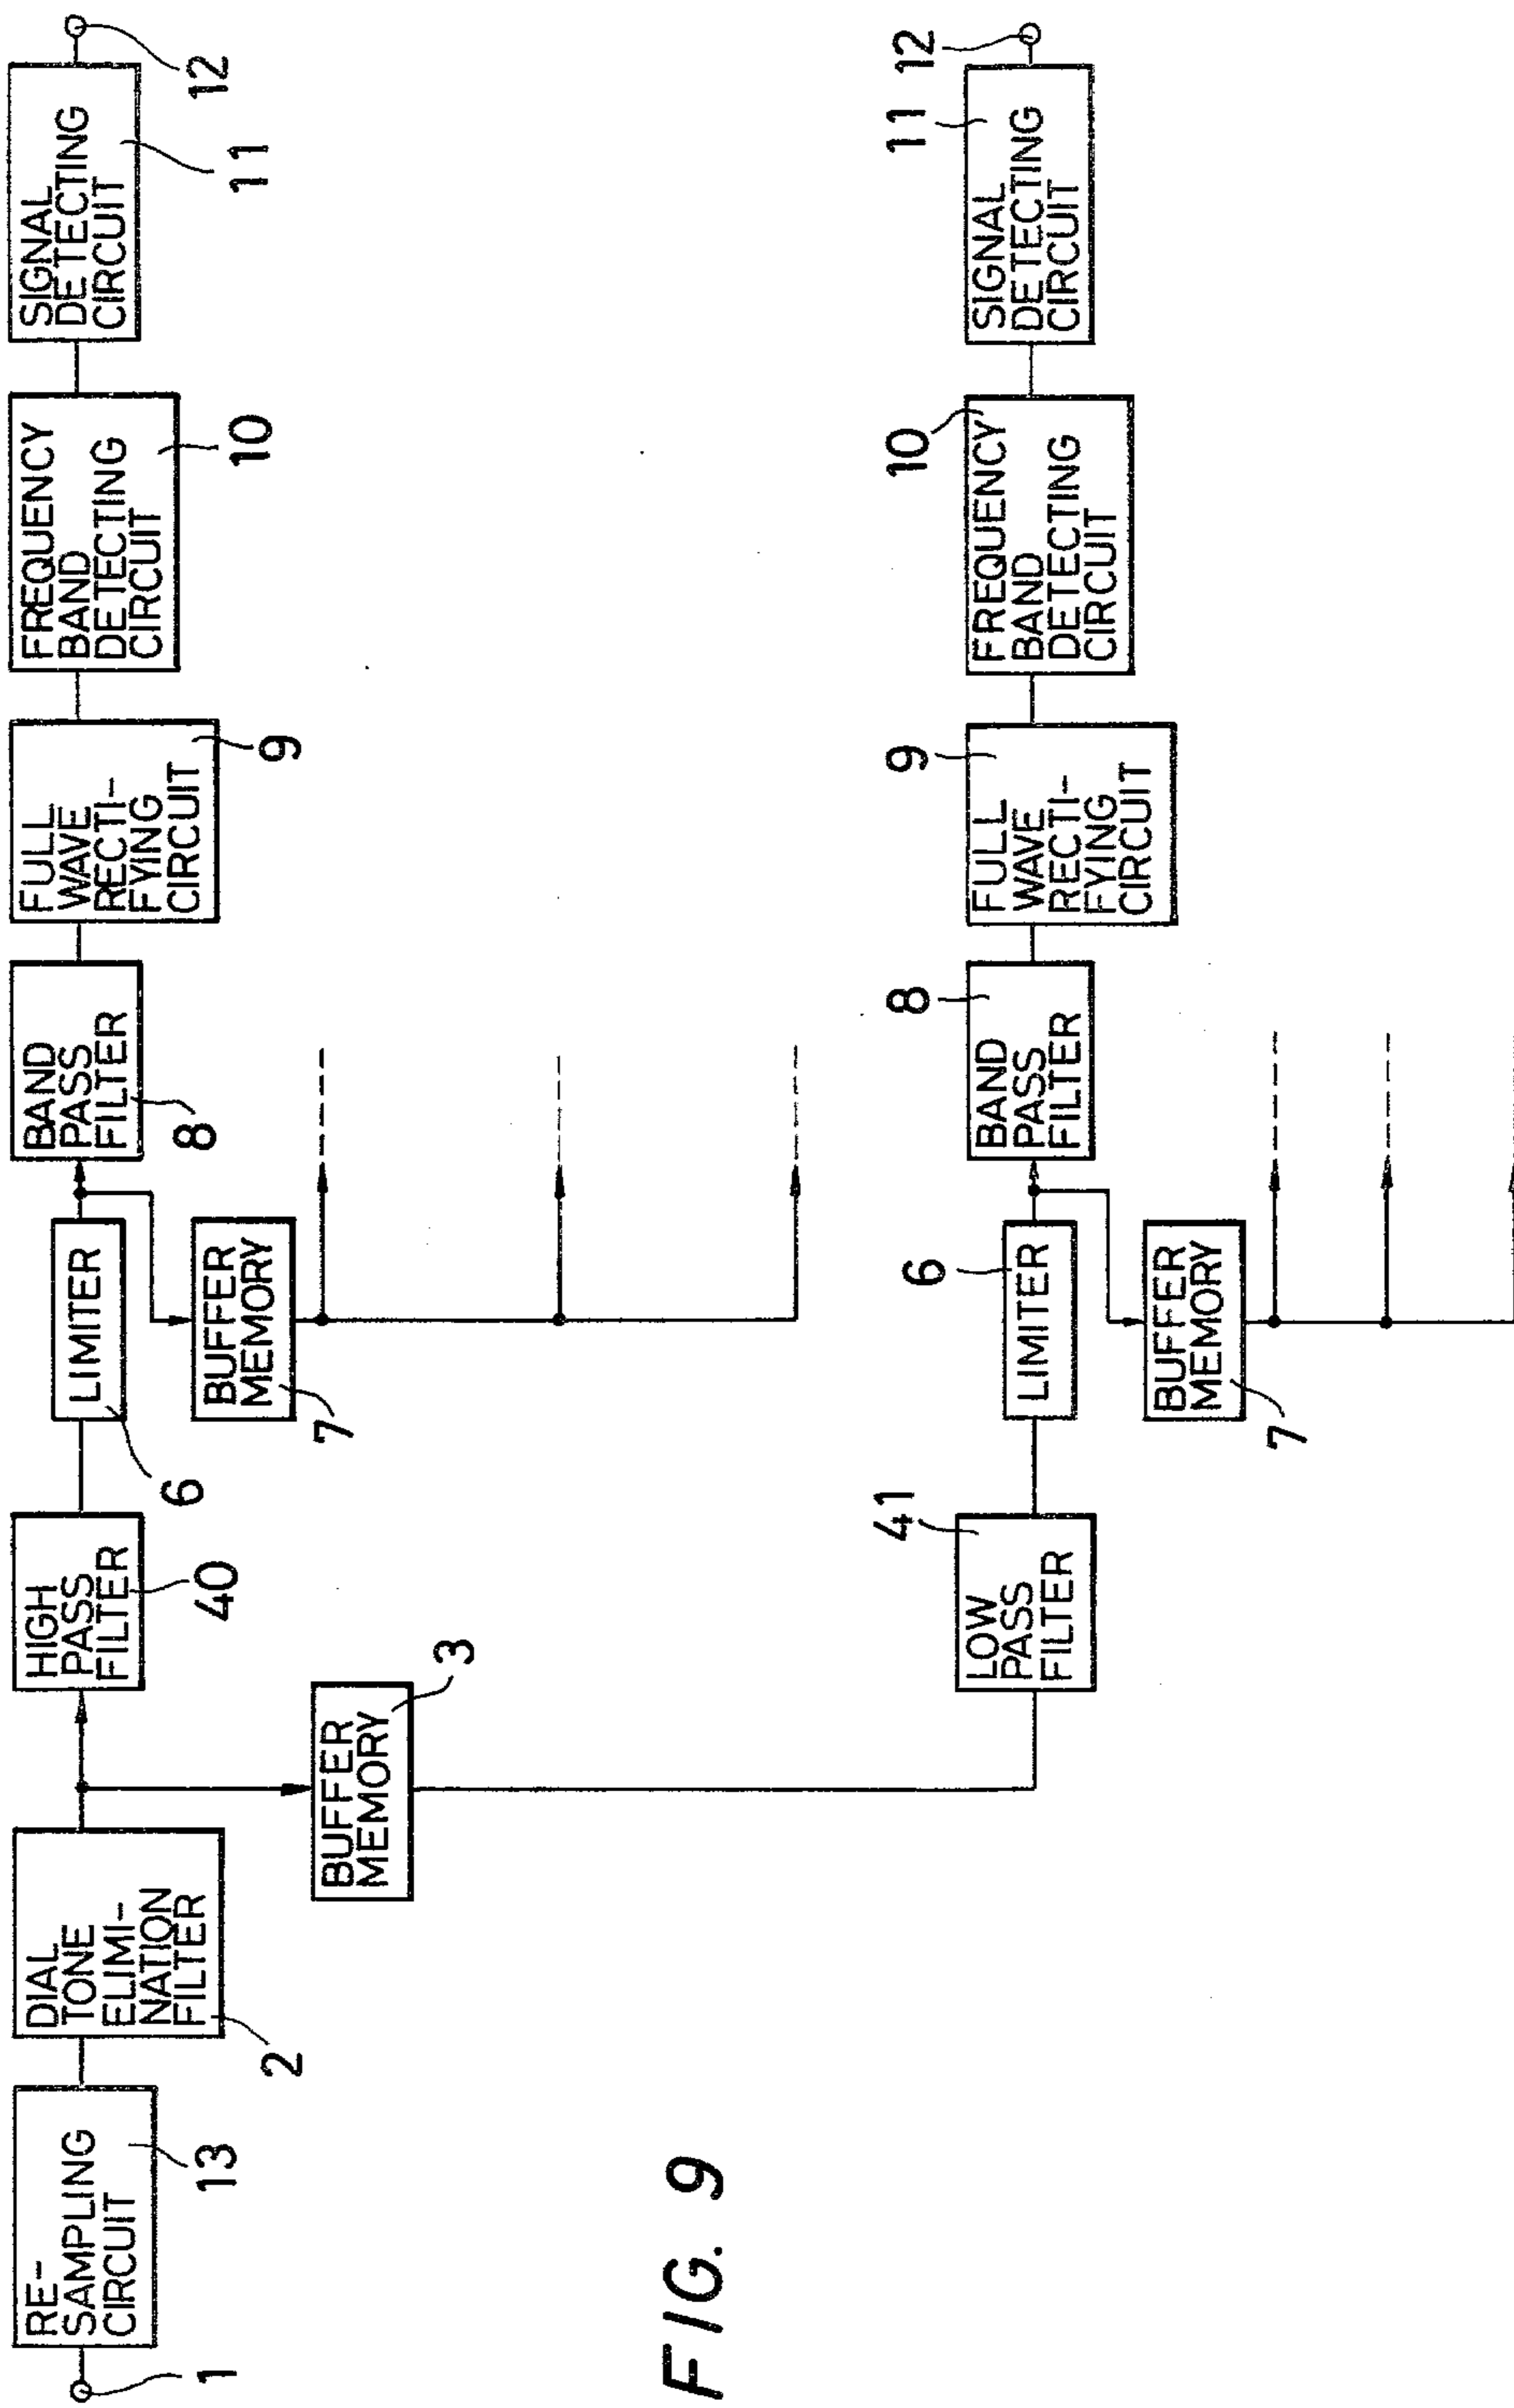 1
RE-
SAMPLING
CIRCUIT
13
DIAL
TONE
ELIMI-
NATION
FILTER
2
HIGH
PASS
FILTER
40
LIMITER
6
BUFFER
MEMORY
7
BAND
PASS
FILTER
8
FULL
WAVE
RECTI-
FYING
CIRCUIT
9
FREQUENCY
BAND
DETECTING
CIRCUIT
10
SIGNAL
DETECTING
CIRCUIT
11
12
BUFFER
MEMORY
3
LOW
PASS
FILTER
41
LIMITER
6
BUFFER
MEMORY
7
BAND
PASS
FILTER
8
FULL
WAVE
RECTI-
FYING
CIRCUIT
9
FREQUENCY
BAND
DETECTING
CIRCUIT
10
SIGNAL
DETECTING
CIRCUIT
11
12
FIG. 9